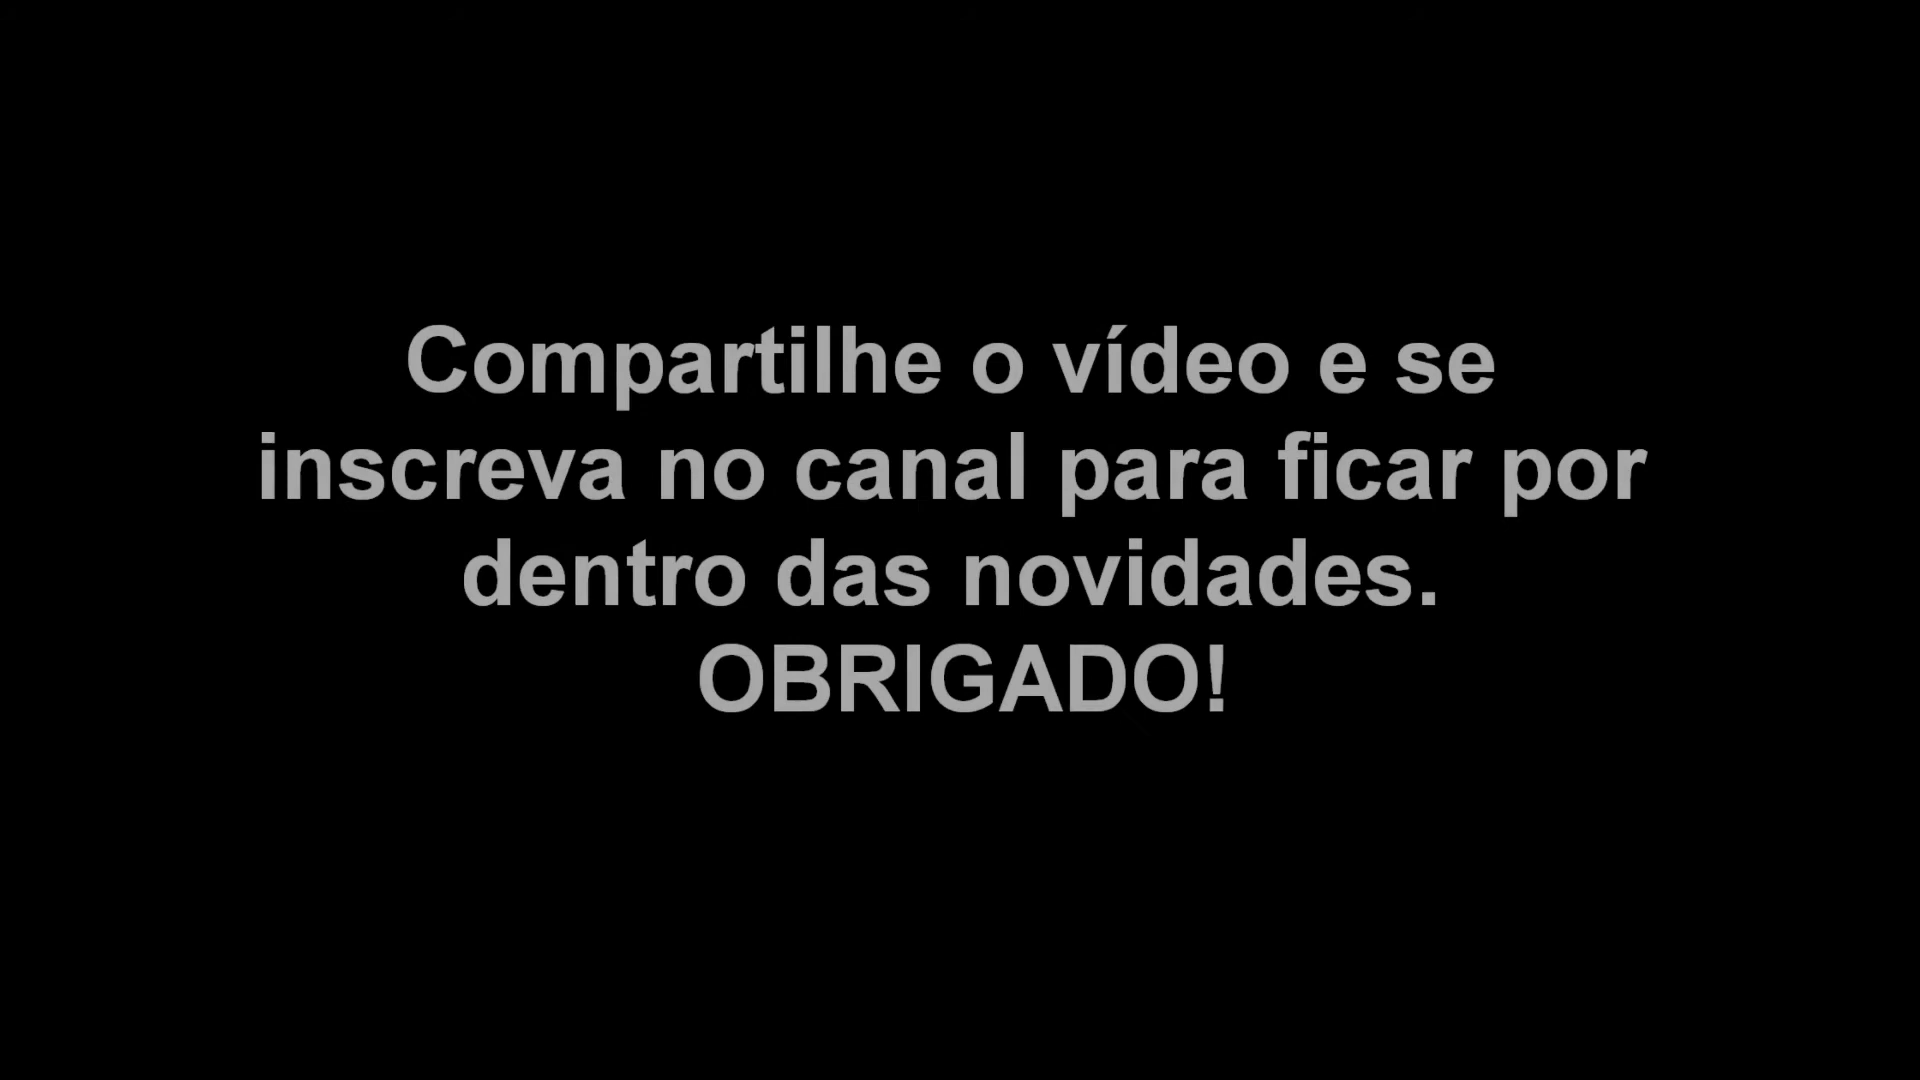 Compartilhe o vídeo e se
inscreva no canal para ficar por
dentro das novidades.
OBRIGADO!